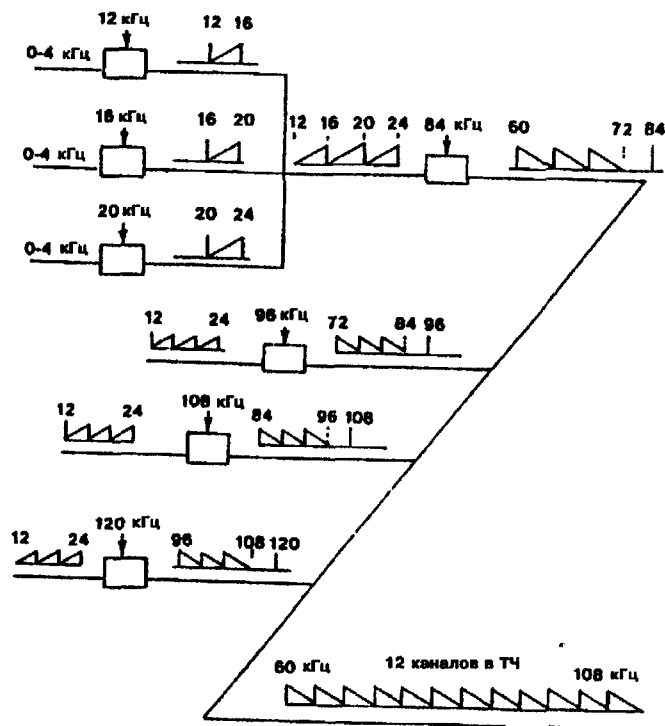 12 кГц 12 16
0-4 кГц
16 кГц 16 20 12 16 20 24 84 кГц 60 72 84
0-4 кГц
20 кГц 20 24
0-4 кГц
12 24 96 кГц 72 84 96
12 24 108 кГц 84 96 108
12 24 120 кГц 96 108 120
60 кГц 12 каналов в ТЧ 108 кГц